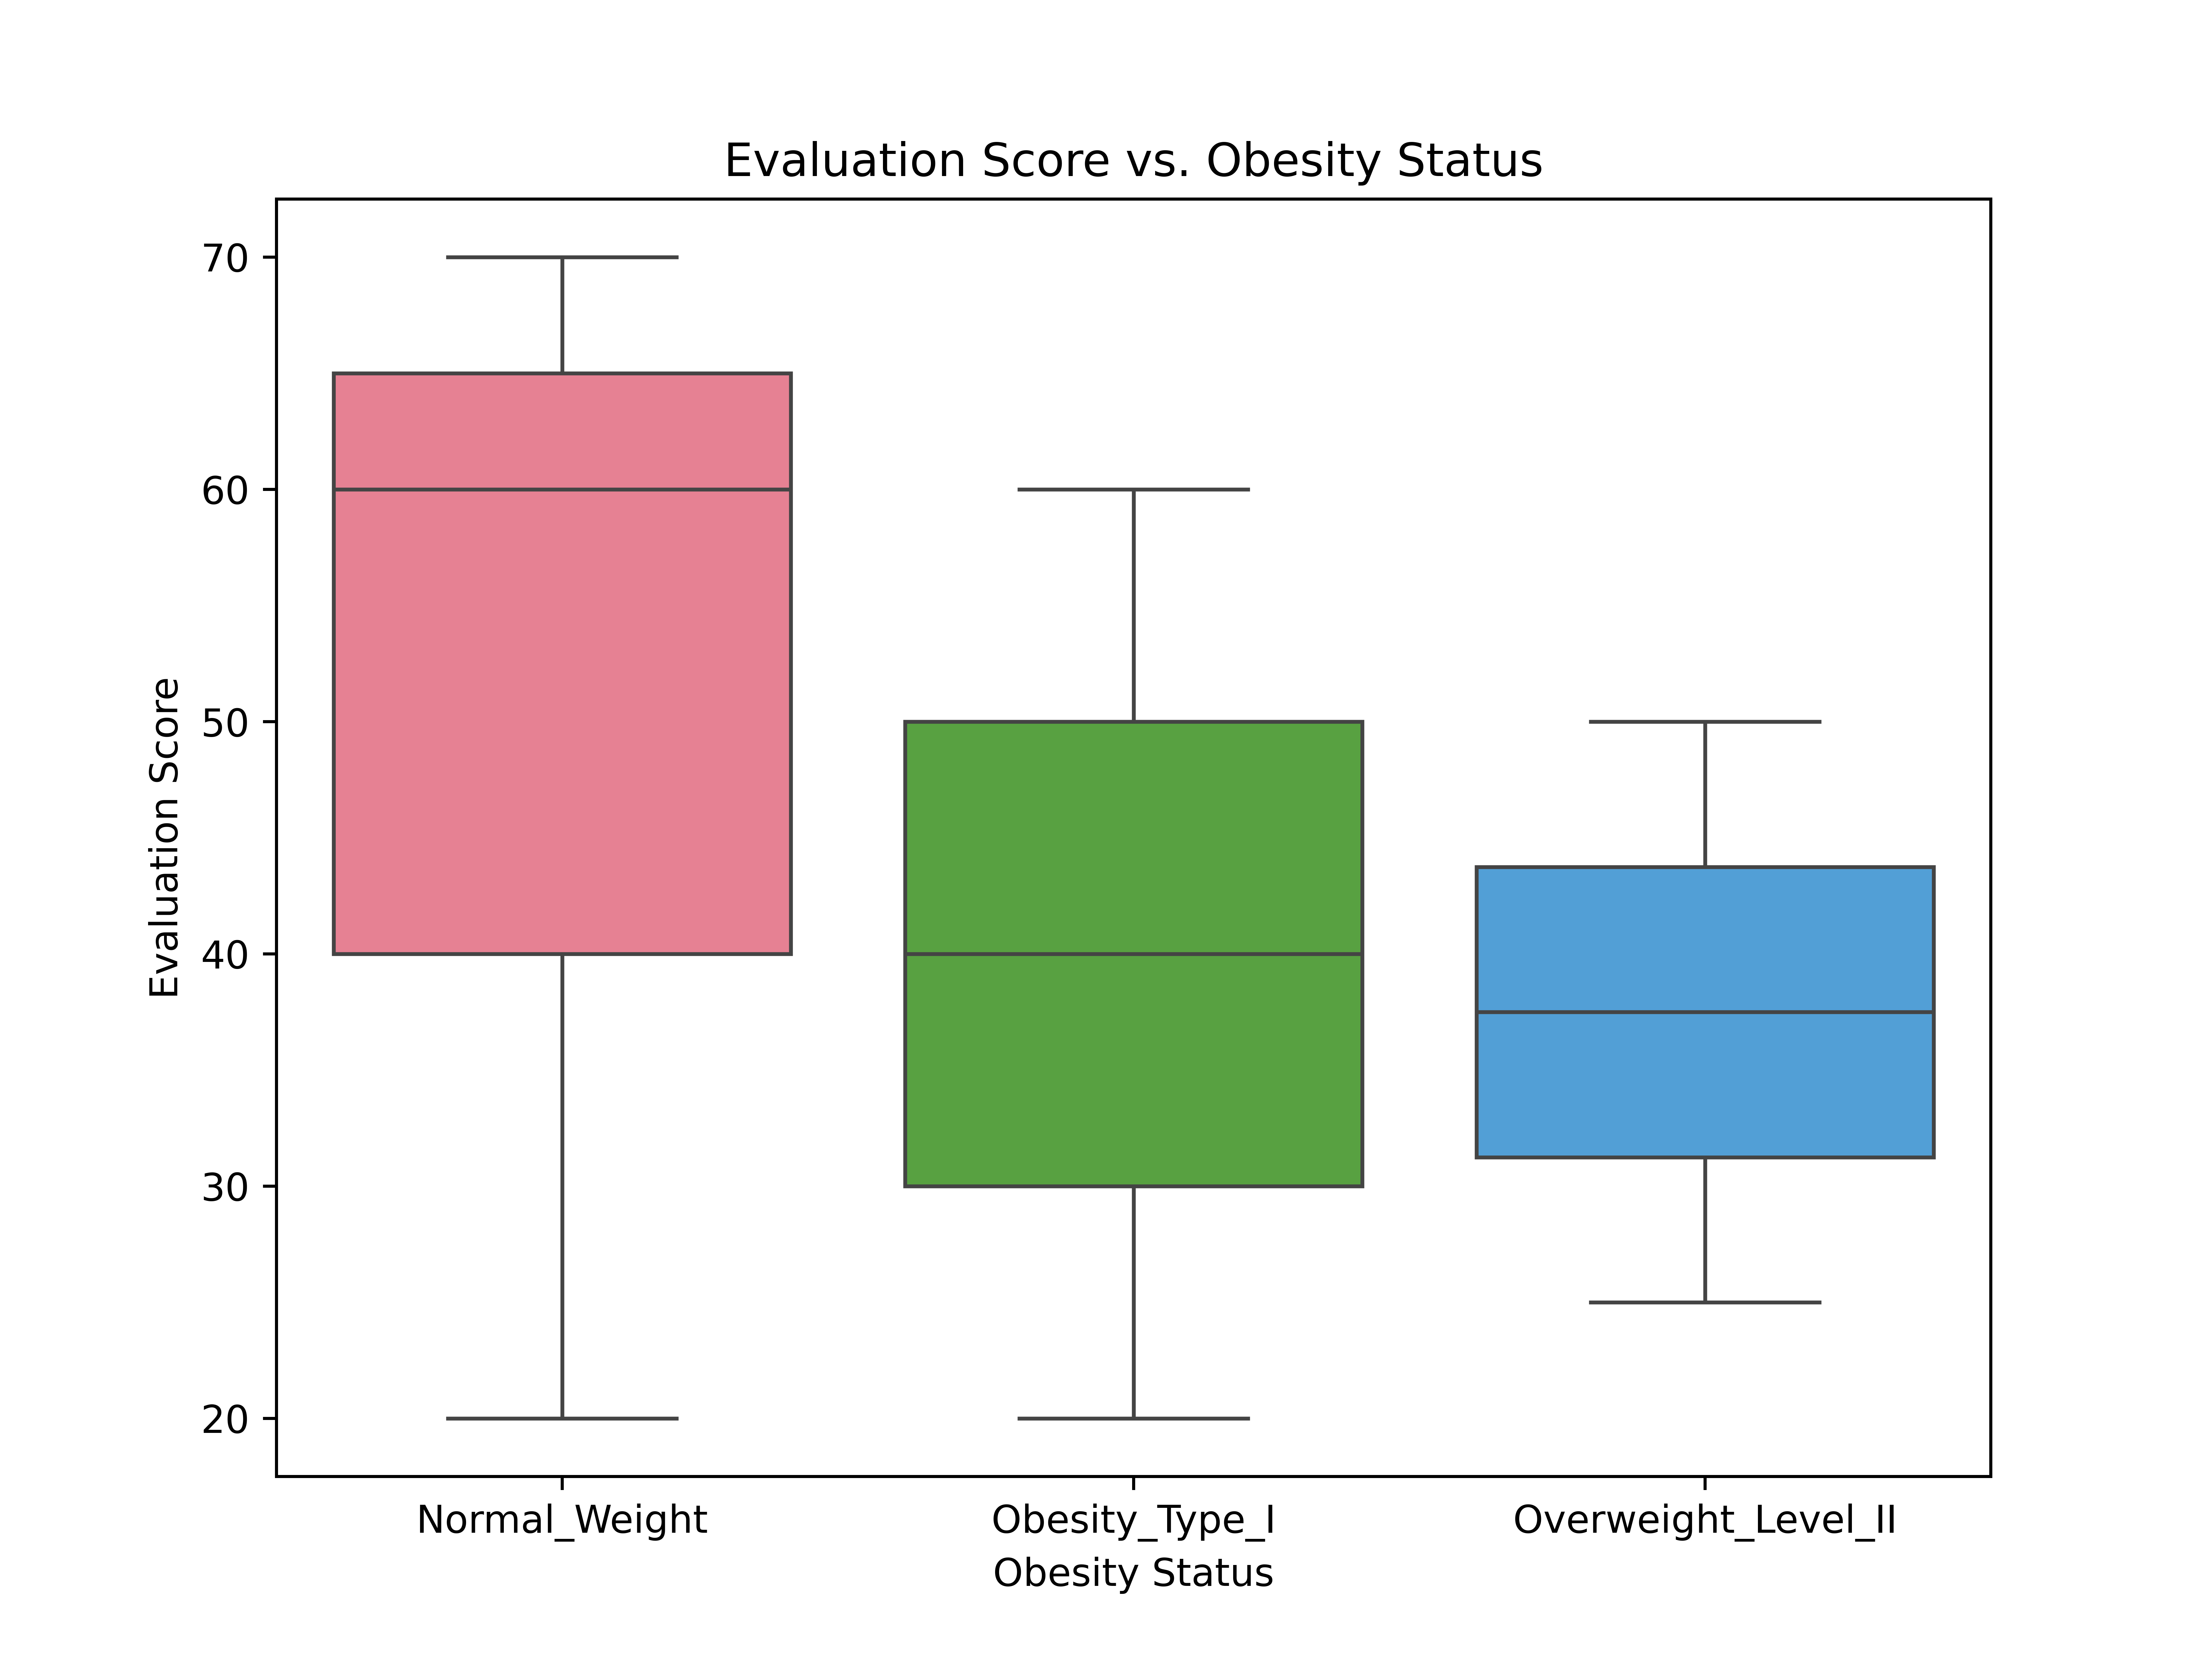 Evaluation Score vs. Obesity Status
Evaluation Score
70
60
50
40
30
20
Normal_Weight
Obesity_Type_I
Overweight_Level_II
Obesity Status